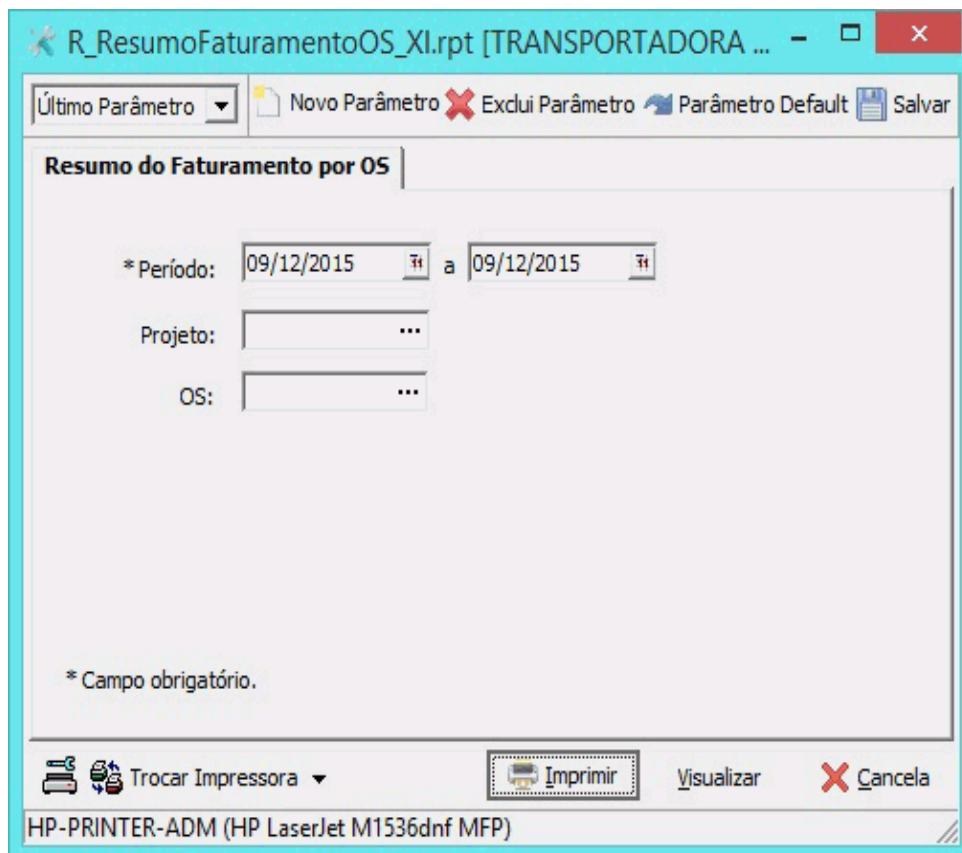 R_ResumoFaturamentoOS_XI.rpt [TRANSPORTADORA ...
Último Parâmetro Novo Parâmetro Exclui Parâmetro Parâmetro Default Salvar
Resumo do Faturamento por OS
* Período: 09/12/2015 a 09/12/2015
Projeto: ...
OS: ...
* Campo obrigatório.
Trocar Impressora Imprimir Visualizar Cancela
HP-PRINTER-ADM (HP LaserJet M1536dnf MFP)